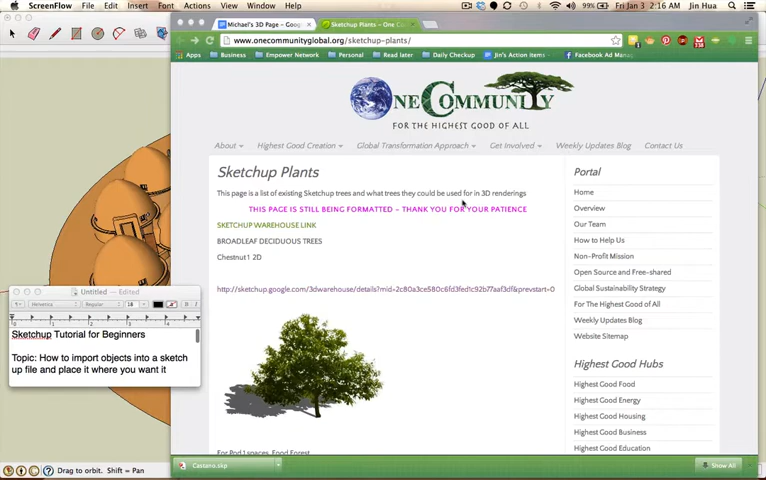 ScreenFlow File Edit Insert Font Actions View Window Help 99% Fri Jan 3 2:16 AM Jin Hua
Michael's 3D Page - Goog
Sketchup Plants - One Co
www.onecommunityglobal.org/sketchup-plants/
Apps Business Empower Network Personal Read later Daily Checkup Jin's Action Items Facebook Ad Manag
ONECOMMUNITY
FOR THE HIGHEST GOOD OF ALL
About Highest Good Creation Global Transformation Approach Get Involved Weekly Updates Blog Contact Us
Sketchup Plants
This page is a list of existing Sketchup trees and what trees they could be used for in 3D renderings
THIS PAGE IS STILL BEING FORMATTED – THANK YOU FOR YOUR PATIENCE
SKETCHUP WAREHOUSE LINK
BROADLEAF DECIDUOUS TREES
Chestnut1 2D
http://sketchup.google.com/3dwarehouse/details?mid=2c80a3ce580c6fd3fed!c92b77aaf3df&prevstart=0
For Pod 1 spaces, Food Forest
Portal
Home
Overview
Our Team
How to Help Us
Non-Profit Mission
Open Source and Free-shared
Global Sustainability Strategy
For The Highest Good of All
Weekly Updates Blog
Website Sitemap
Highest Good Hubs
Highest Good Food
Highest Good Energy
Highest Good Housing
Highest Good Business
Highest Good Education
Untitled — Edited
Helvetica Regular 18
0 1 2 3 4
Sketchup Tutorial for Beginners
Topic: How to import objects into a sketch
up file and place it where you want it
Castano.skp
Show All
Drag to orbit. Shift = Pan